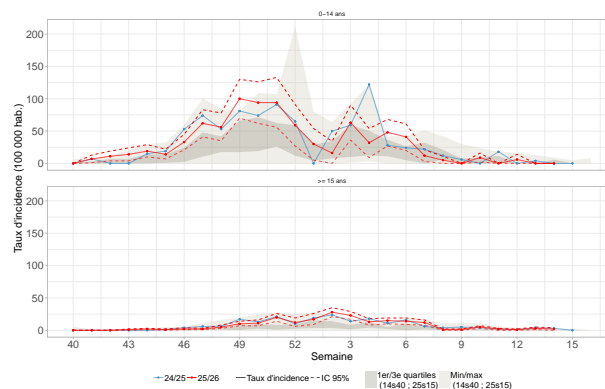 0−14 ans
200
150
100
50
0
>= 15 ans
200
150
100
50
0
Taux d'incidence (100 000 hab.)
40 43 46 49 52 3 6 9 12 15
Semaine
24/25 25/26 Taux d'incidence IC 95% 1er/3e quartiles (14s40 ; 25s15) Min/max (14s40 ; 25s15)